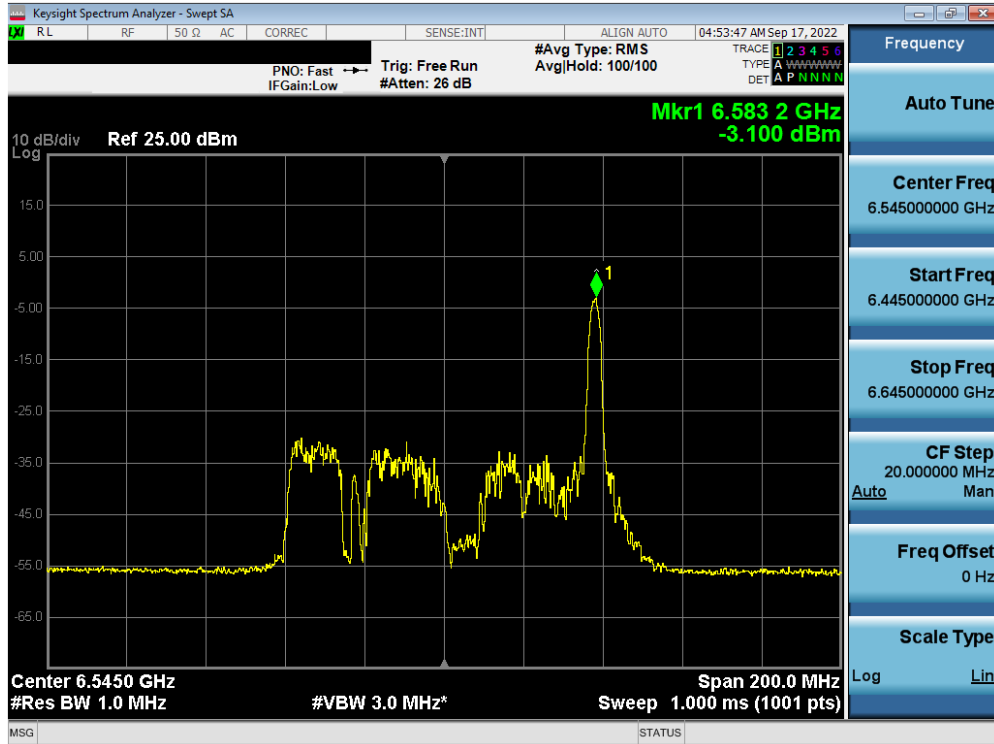 Keysight Spectrum Analyzer - Swept SA
LXI RL RF 50 Ω AC CORREC SENSE:INT ALIGN AUTO 04:53:47 AM Sep 17, 2022
PNO: Fast
IFGain:Low
Trig: Free Run
#Atten: 26 dB
#Avg Type: RMS
Avg|Hold: 100/100
TRACE 1 2 3 4 5 6
TYPE A WWWWW
DET A P N N N N
Mkr1 6.583 2 GHz
-3.100 dBm
10 dB/div Ref 25.00 dBm
Log
15.0
5.00
-5.00
-15.0
-25.0
-35.0
-45.0
-55.0
-65.0
1
Center 6.5450 GHz Span 200.0 MHz
#Res BW 1.0 MHz #VBW 3.0 MHz* Sweep 1.000 ms (1001 pts)
MSG STATUS
Frequency
Auto Tune
Center Freq
6.545000000 GHz
Start Freq
6.445000000 GHz
Stop Freq
6.645000000 GHz
CF Step
20.000000 MHz
Auto Man
Freq Offset
0 Hz
Scale Type
Log Lin